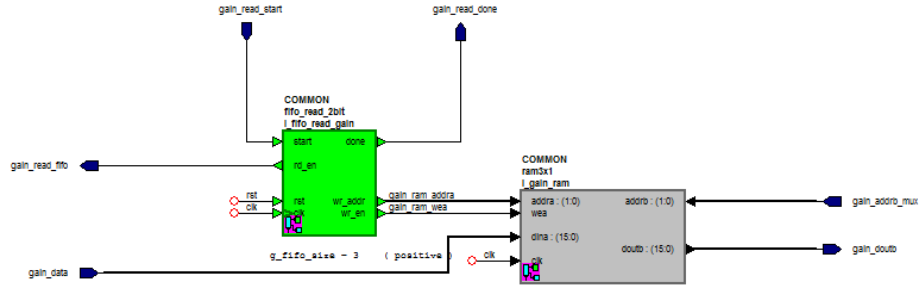 gain_read_start
gain_read_done
COMMON
fifo_read_2bit
I_fifo_read_gain
start
done
gain_read_fifo
rd_en
COMMON
ram3x1
I_gain_ram
rst
rst
wr_addr
gain_ram_addra
addra : (1:0)
addrb : (1:0)
gain_addrb_mux
clk
clk
wr_en
gain_ram_wea
wea
dina : (15:0)
doutb : (15:0)
gain_doutb
g_fifo_size = 3 ( positive )
clk
clk
gain_data